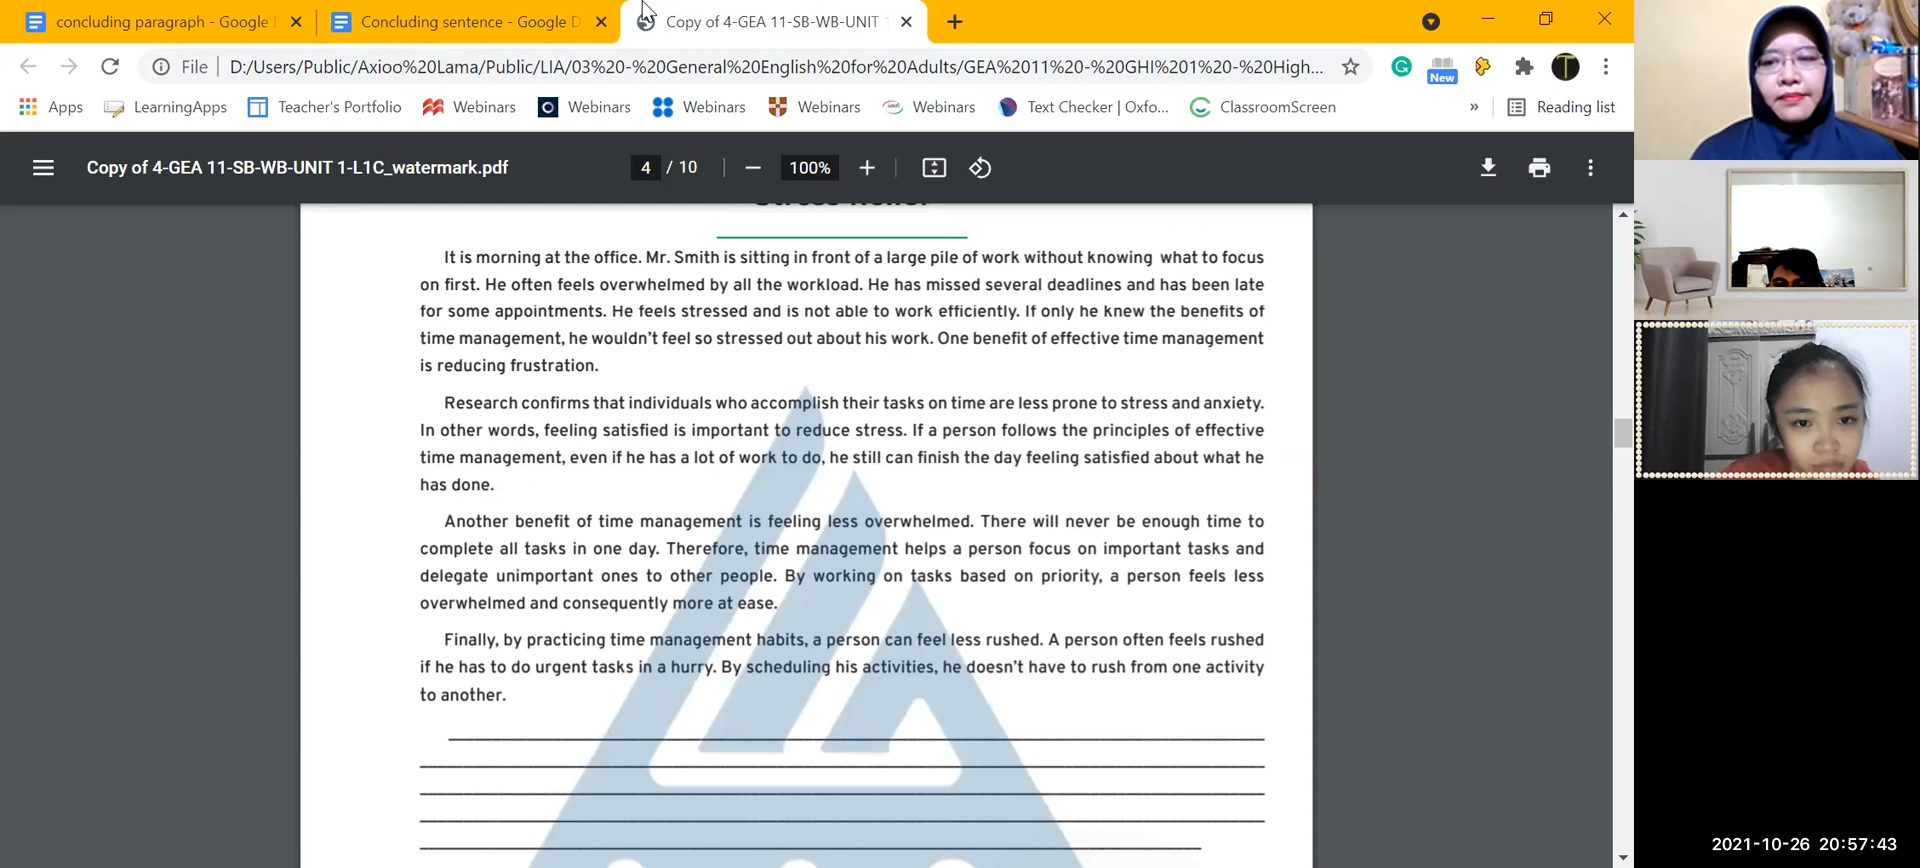 concluding paragraph - Google
Concluding sentence - Google D
Copy of 4-GEA 11-SB-WB-UNIT
File
D:/Users/Public/Axioo%20Lama/Public/LIA/03%20-%20General%20English%20for%20Adults/GEA%2011%20-%20GHI%201%20-%20High...
New
T
Apps
LearningApps
Teacher's Portfolio
Webinars
Webinars
Webinars
Webinars
Webinars
Text Checker | Oxfo...
ClassroomScreen
»
Reading list
Copy of 4-GEA 11-SB-WB-UNIT 1-L1C_watermark.pdf
4 / 10
100%
Stress Relief
It is morning at the office. Mr. Smith is sitting in front of a large pile of work without knowing what to focus
on first. He often feels overwhelmed by all the workload. He has missed several deadlines and has been late
for some appointments. He feels stressed and is not able to work efficiently. If only he knew the benefits of
time management, he wouldn't feel so stressed out about his work. One benefit of effective time management
is reducing frustration.
Research confirms that individuals who accomplish their tasks on time are less prone to stress and anxiety.
In other words, feeling satisfied is important to reduce stress. If a person follows the principles of effective
time management, even if he has a lot of work to do, he still can finish the day feeling satisfied about what he
has done.
Another benefit of time management is feeling less overwhelmed. There will never be enough time to
complete all tasks in one day. Therefore, time management helps a person focus on important tasks and
delegate unimportant ones to other people. By working on tasks based on priority, a person feels less
overwhelmed and consequently more at ease.
Finally, by practicing time management habits, a person can feel less rushed. A person often feels rushed
if he has to do urgent tasks in a hurry. By scheduling his activities, he doesn't have to rush from one activity
to another.
2021-10-26 20:57:43